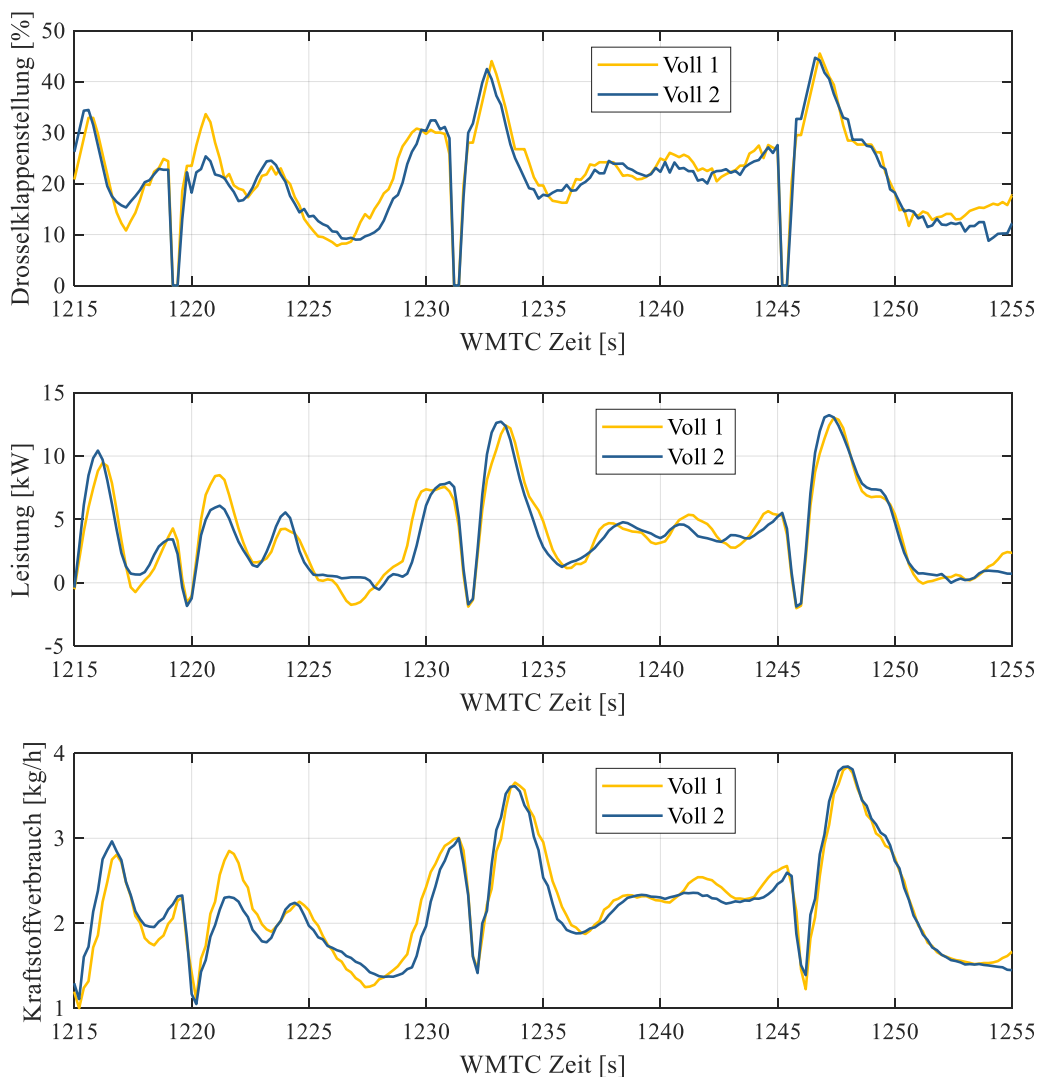 Drosselklappenstellung [%]
50
40
30
20
10
0
Voll 1
Voll 2
1215 1220 1225 1230 1235 1240 1245 1250 1255
WMTC Zeit [s]
Leistung [kW]
15
10
5
0
-5
Voll 1
Voll 2
1215 1220 1225 1230 1235 1240 1245 1250 1255
WMTC Zeit [s]
Kraftstoffverbrauch [kg/h]
4
3
2
1
Voll 1
Voll 2
1215 1220 1225 1230 1235 1240 1245 1250 1255
WMTC Zeit [s]